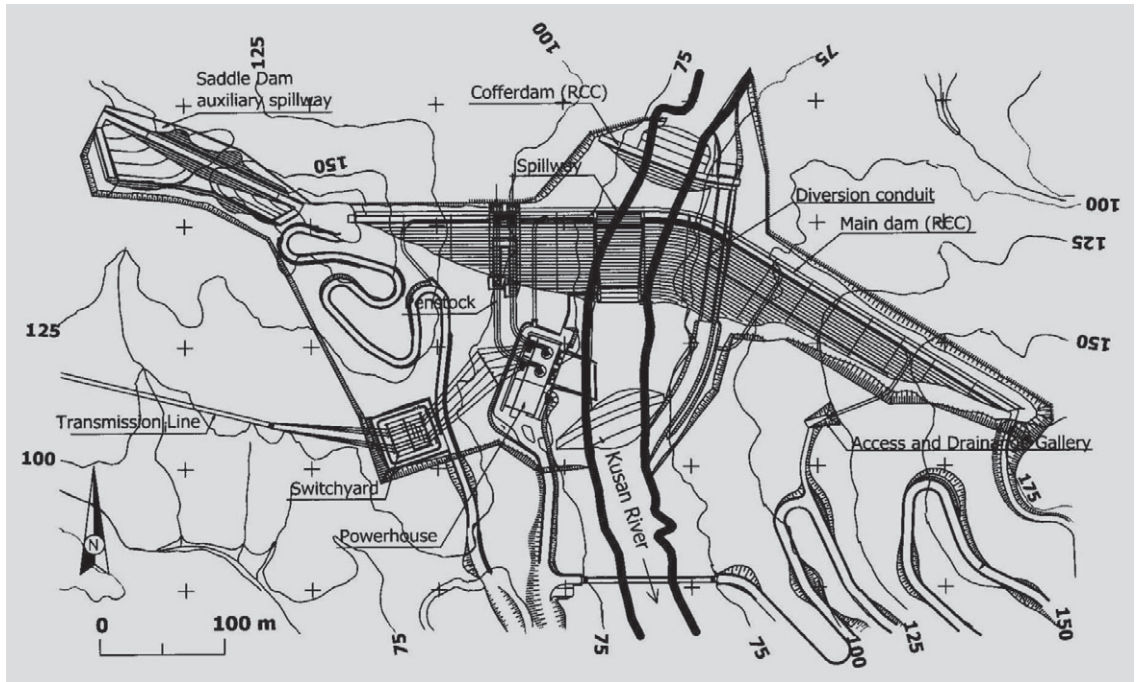 125
100
75
75
Saddle Dam
auxiliary spillway
Cofferdam (RCC)
150
Spillway
Diversion conduit
100
Main dam (RCC)
125
Penstock
125
150
Transmission Line
Access and Drainage Gallery
100
Kusan River
175
Switchyard
Powerhouse
N
0 100 m
75
75
75
100
125
150